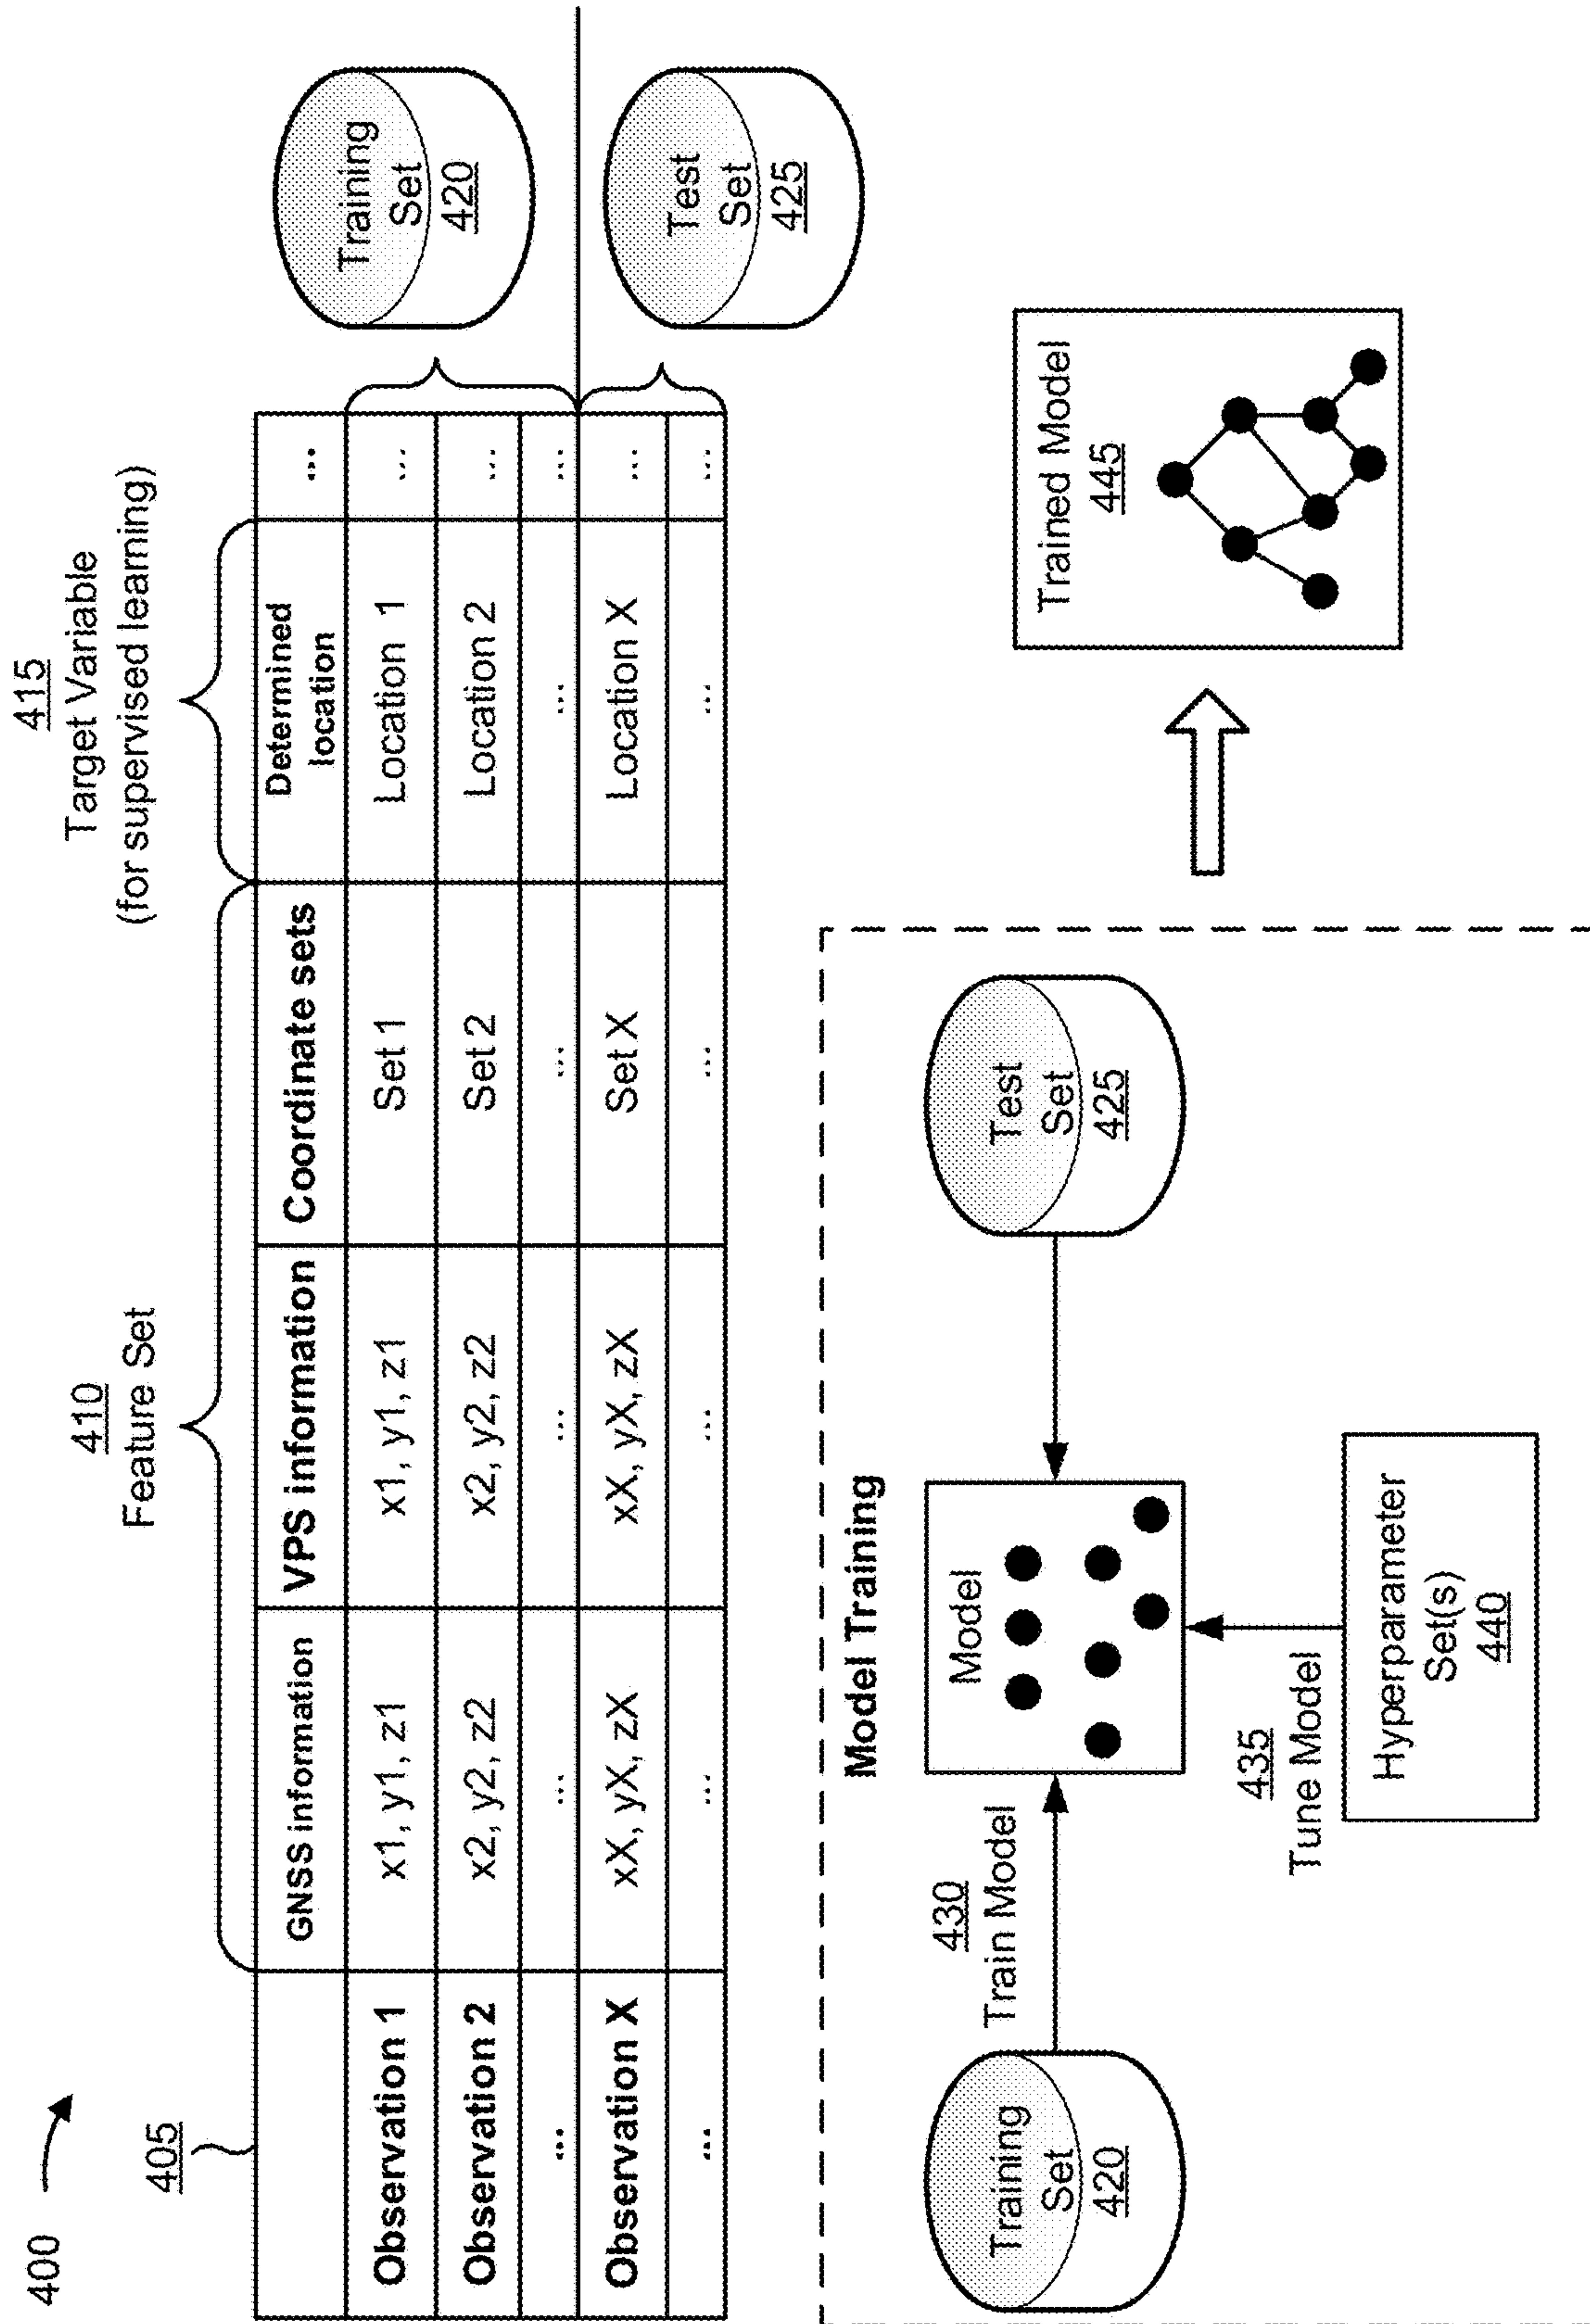 400
405
410
Feature Set
415
Target Variable
(for supervised learning)
GNSS information VPS information Coordinate sets Determined location ...
Observation 1 x1, y1, z1 x1, y1, z1 Set 1 Location 1 ...
Observation 2 x2, y2, z2 x2, y2, z2 Set 2 Location 2 ...
... ... ... ... ... ...
Observation X xX, yX, zX xX, yX, zX Set X Location X ...
... ... ... ... ... ...
Training
Set
420
Test
Set
425
Model Training
Training
Set
420
430
Train Model
Model
435
Tune Model
Hyperparameter
Set(s)
440
Test
Set
425
Trained Model
445